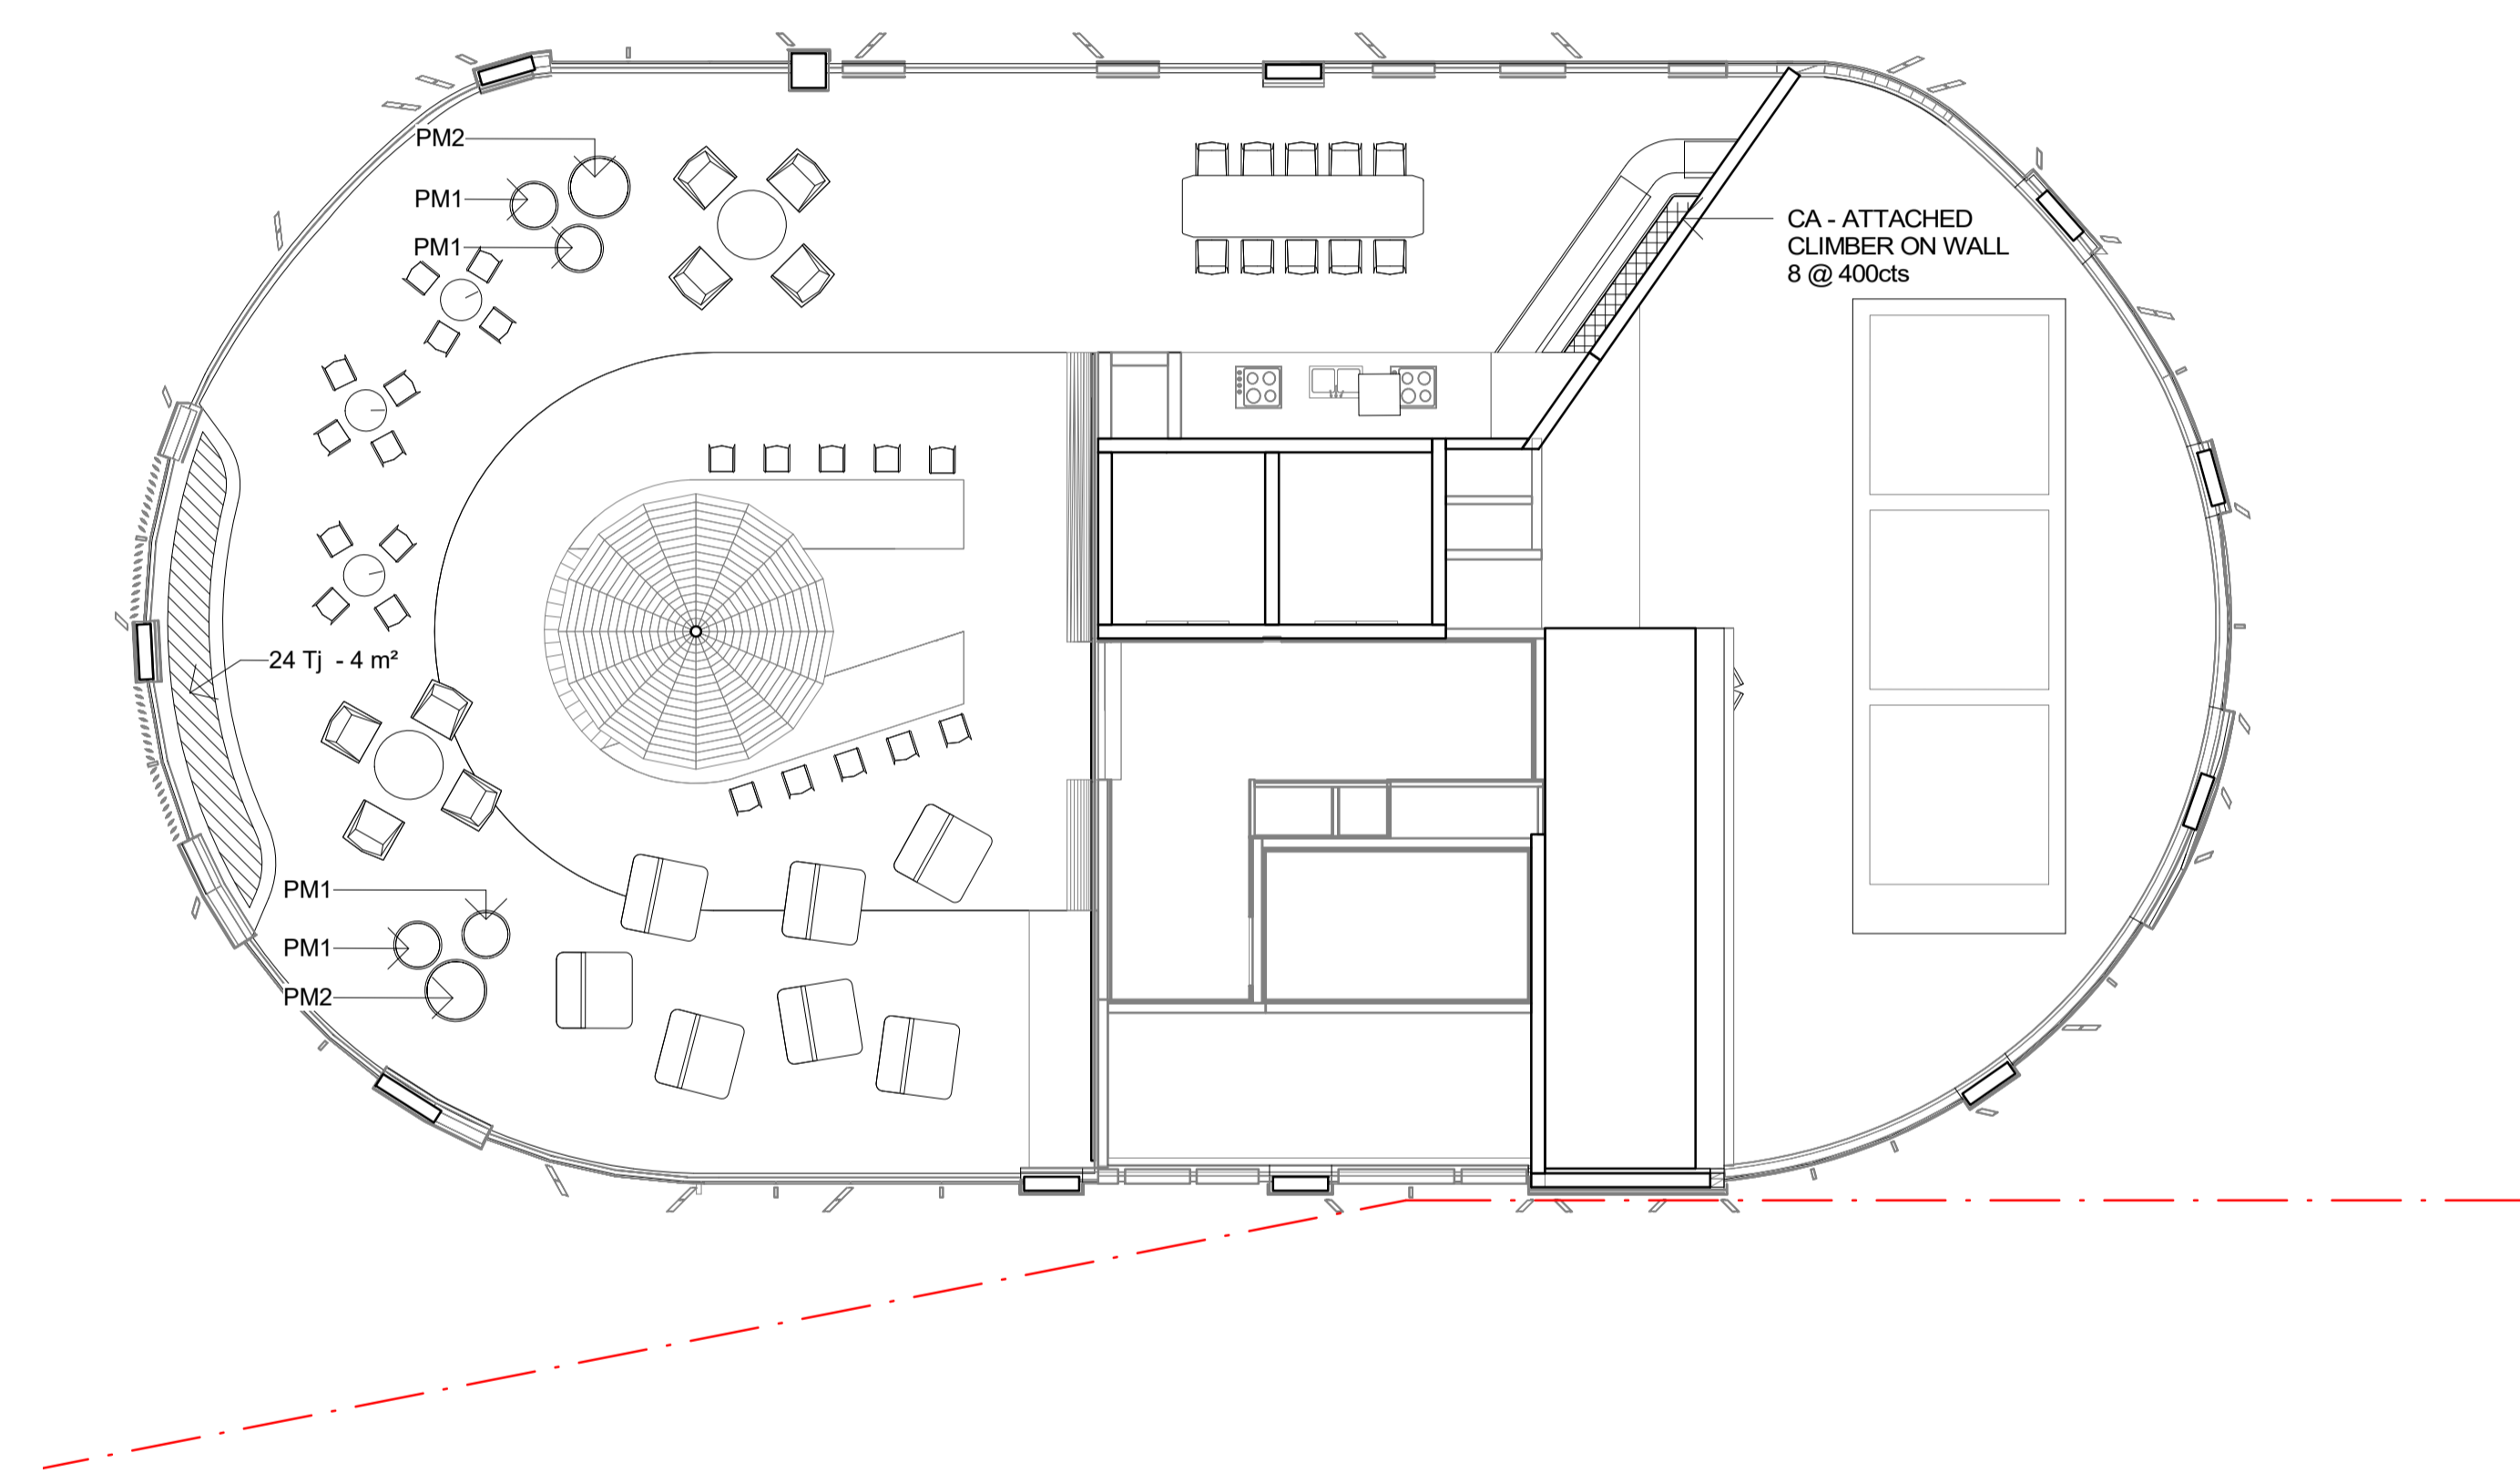 PM2
PM1
PM1
CA - ATTACHED
CLIMBER ON WALL
8 @ 400cts
24 Tj - 4 m²
PM1
PM1
PM2